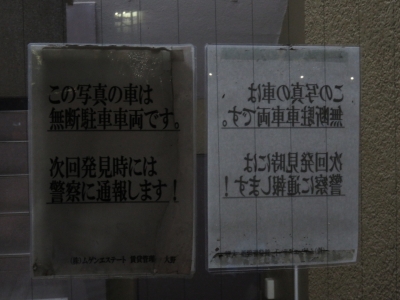 この写真の車は
無断駐車車両です。
次回発見時には
警察に通報します！
この写真の車は
無断駐車車両です。
次回発見時には
警察に通報します！